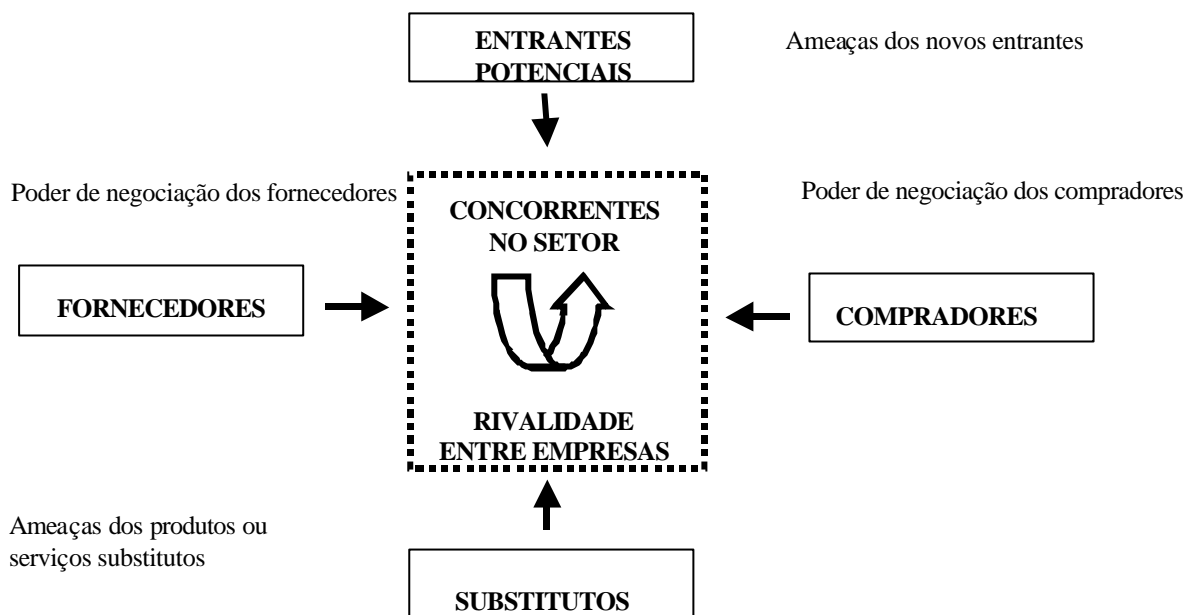 ENTRANTES
POTENCIAIS
Ameaças dos novos entrantes
Poder de negociação dos fornecedores
Poder de negociação dos compradores
CONCORRENTES
NO SETOR
FORNECEDORES
COMPRADORES
RIVALIDADE
ENTRE EMPRESAS
Ameaças dos produtos ou
serviços substitutos
SUBSTITUTOS